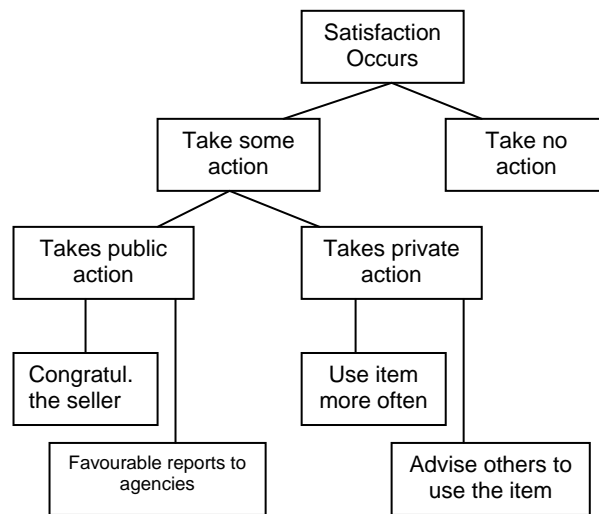 Satisfaction
Occurs
Take some
action
Take no
action
Takes public
action
Takes private
action
Congratul.
the seller
Use item
more often
Favourable reports to
agencies
Advise others to
use the item